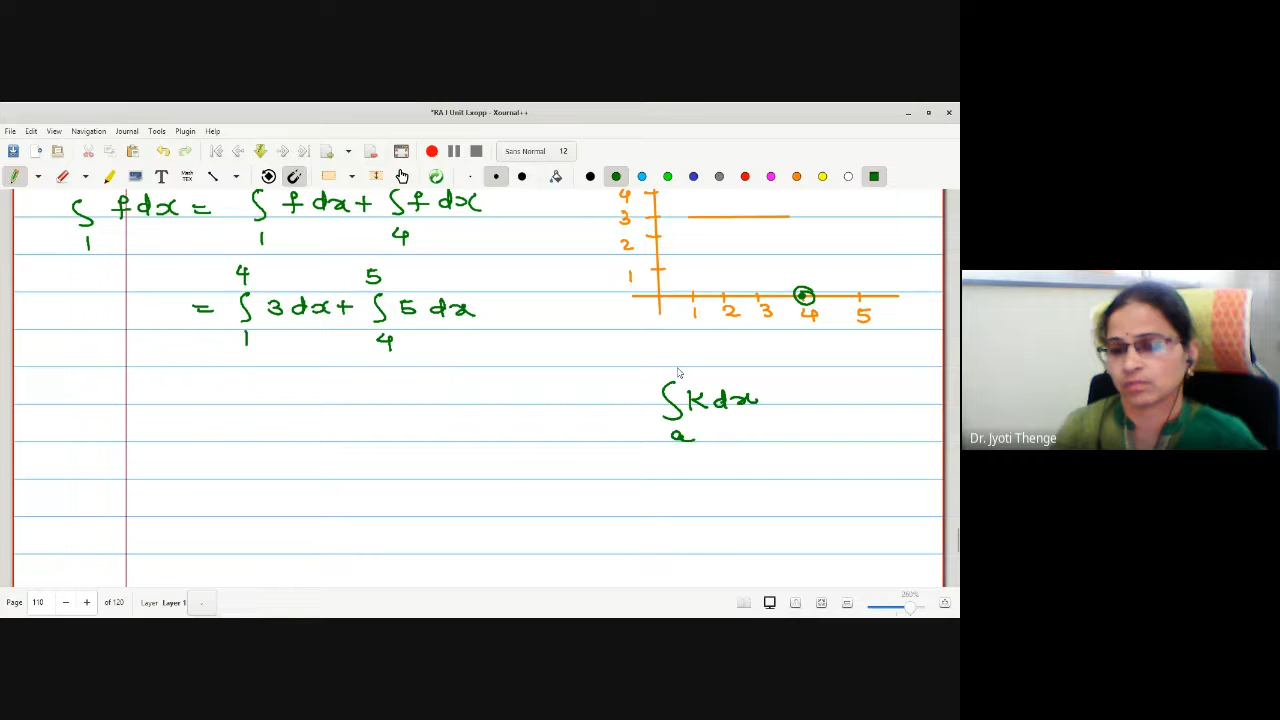 *RA I Unit I.xopp - Xournal++
File Edit View Navigation Journal Tools Plugin Help
Sans Normal 12
∫ f dx = ∫ f dx + ∫ f dx
1 1 4
4 5
= ∫ 3 dx + ∫ 5 dx
1 4
4
3
2
1
1 2 3 4 5
∫ k dx
a
Dr. Jyoti Thenge
Page 110 of 120 Layer Layer 1
260%